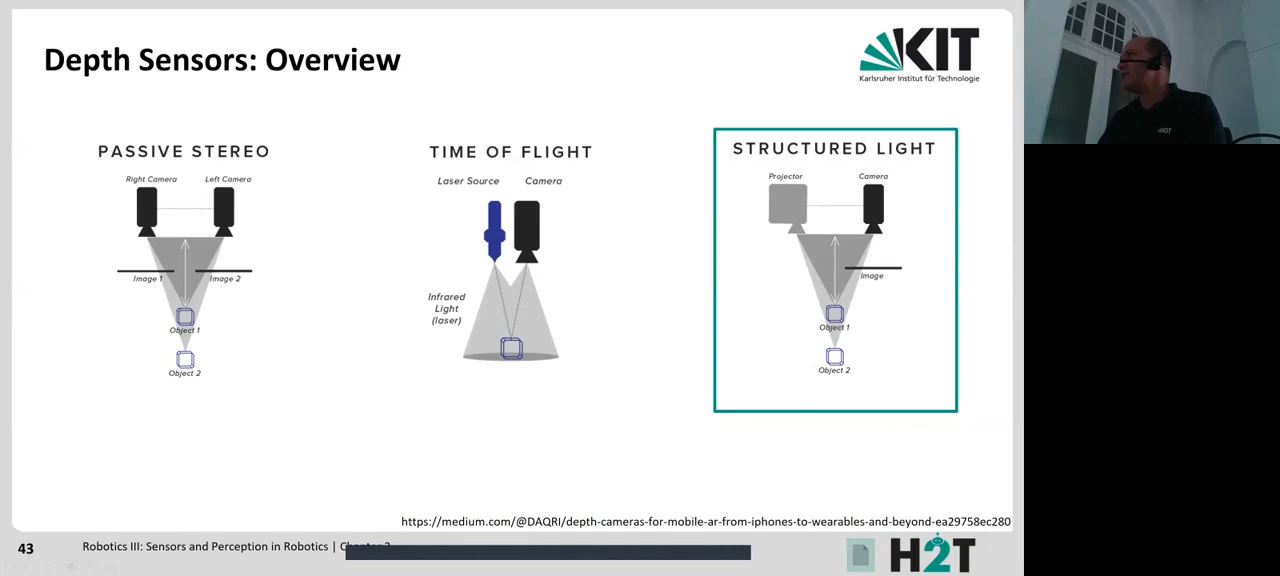 Depth Sensors: Overview
KIT
Karlsruher Institut für Technologie
PASSIVE STEREO
Right Camera
Left Camera
Image 1
Image 2
Object 1
Object 2
TIME OF FLIGHT
Laser Source
Camera
Infrared
Light
(laser)
STRUCTURED LIGHT
Projector
Camera
Image
Object 1
Object 2
https://medium.com/@DAQRI/depth-cameras-for-mobile-ar-from-iphones-to-wearables-and-beyond-ea29758ec280
43
Robotics III: Sensors and Perception in Robotics |
H2T
KIT